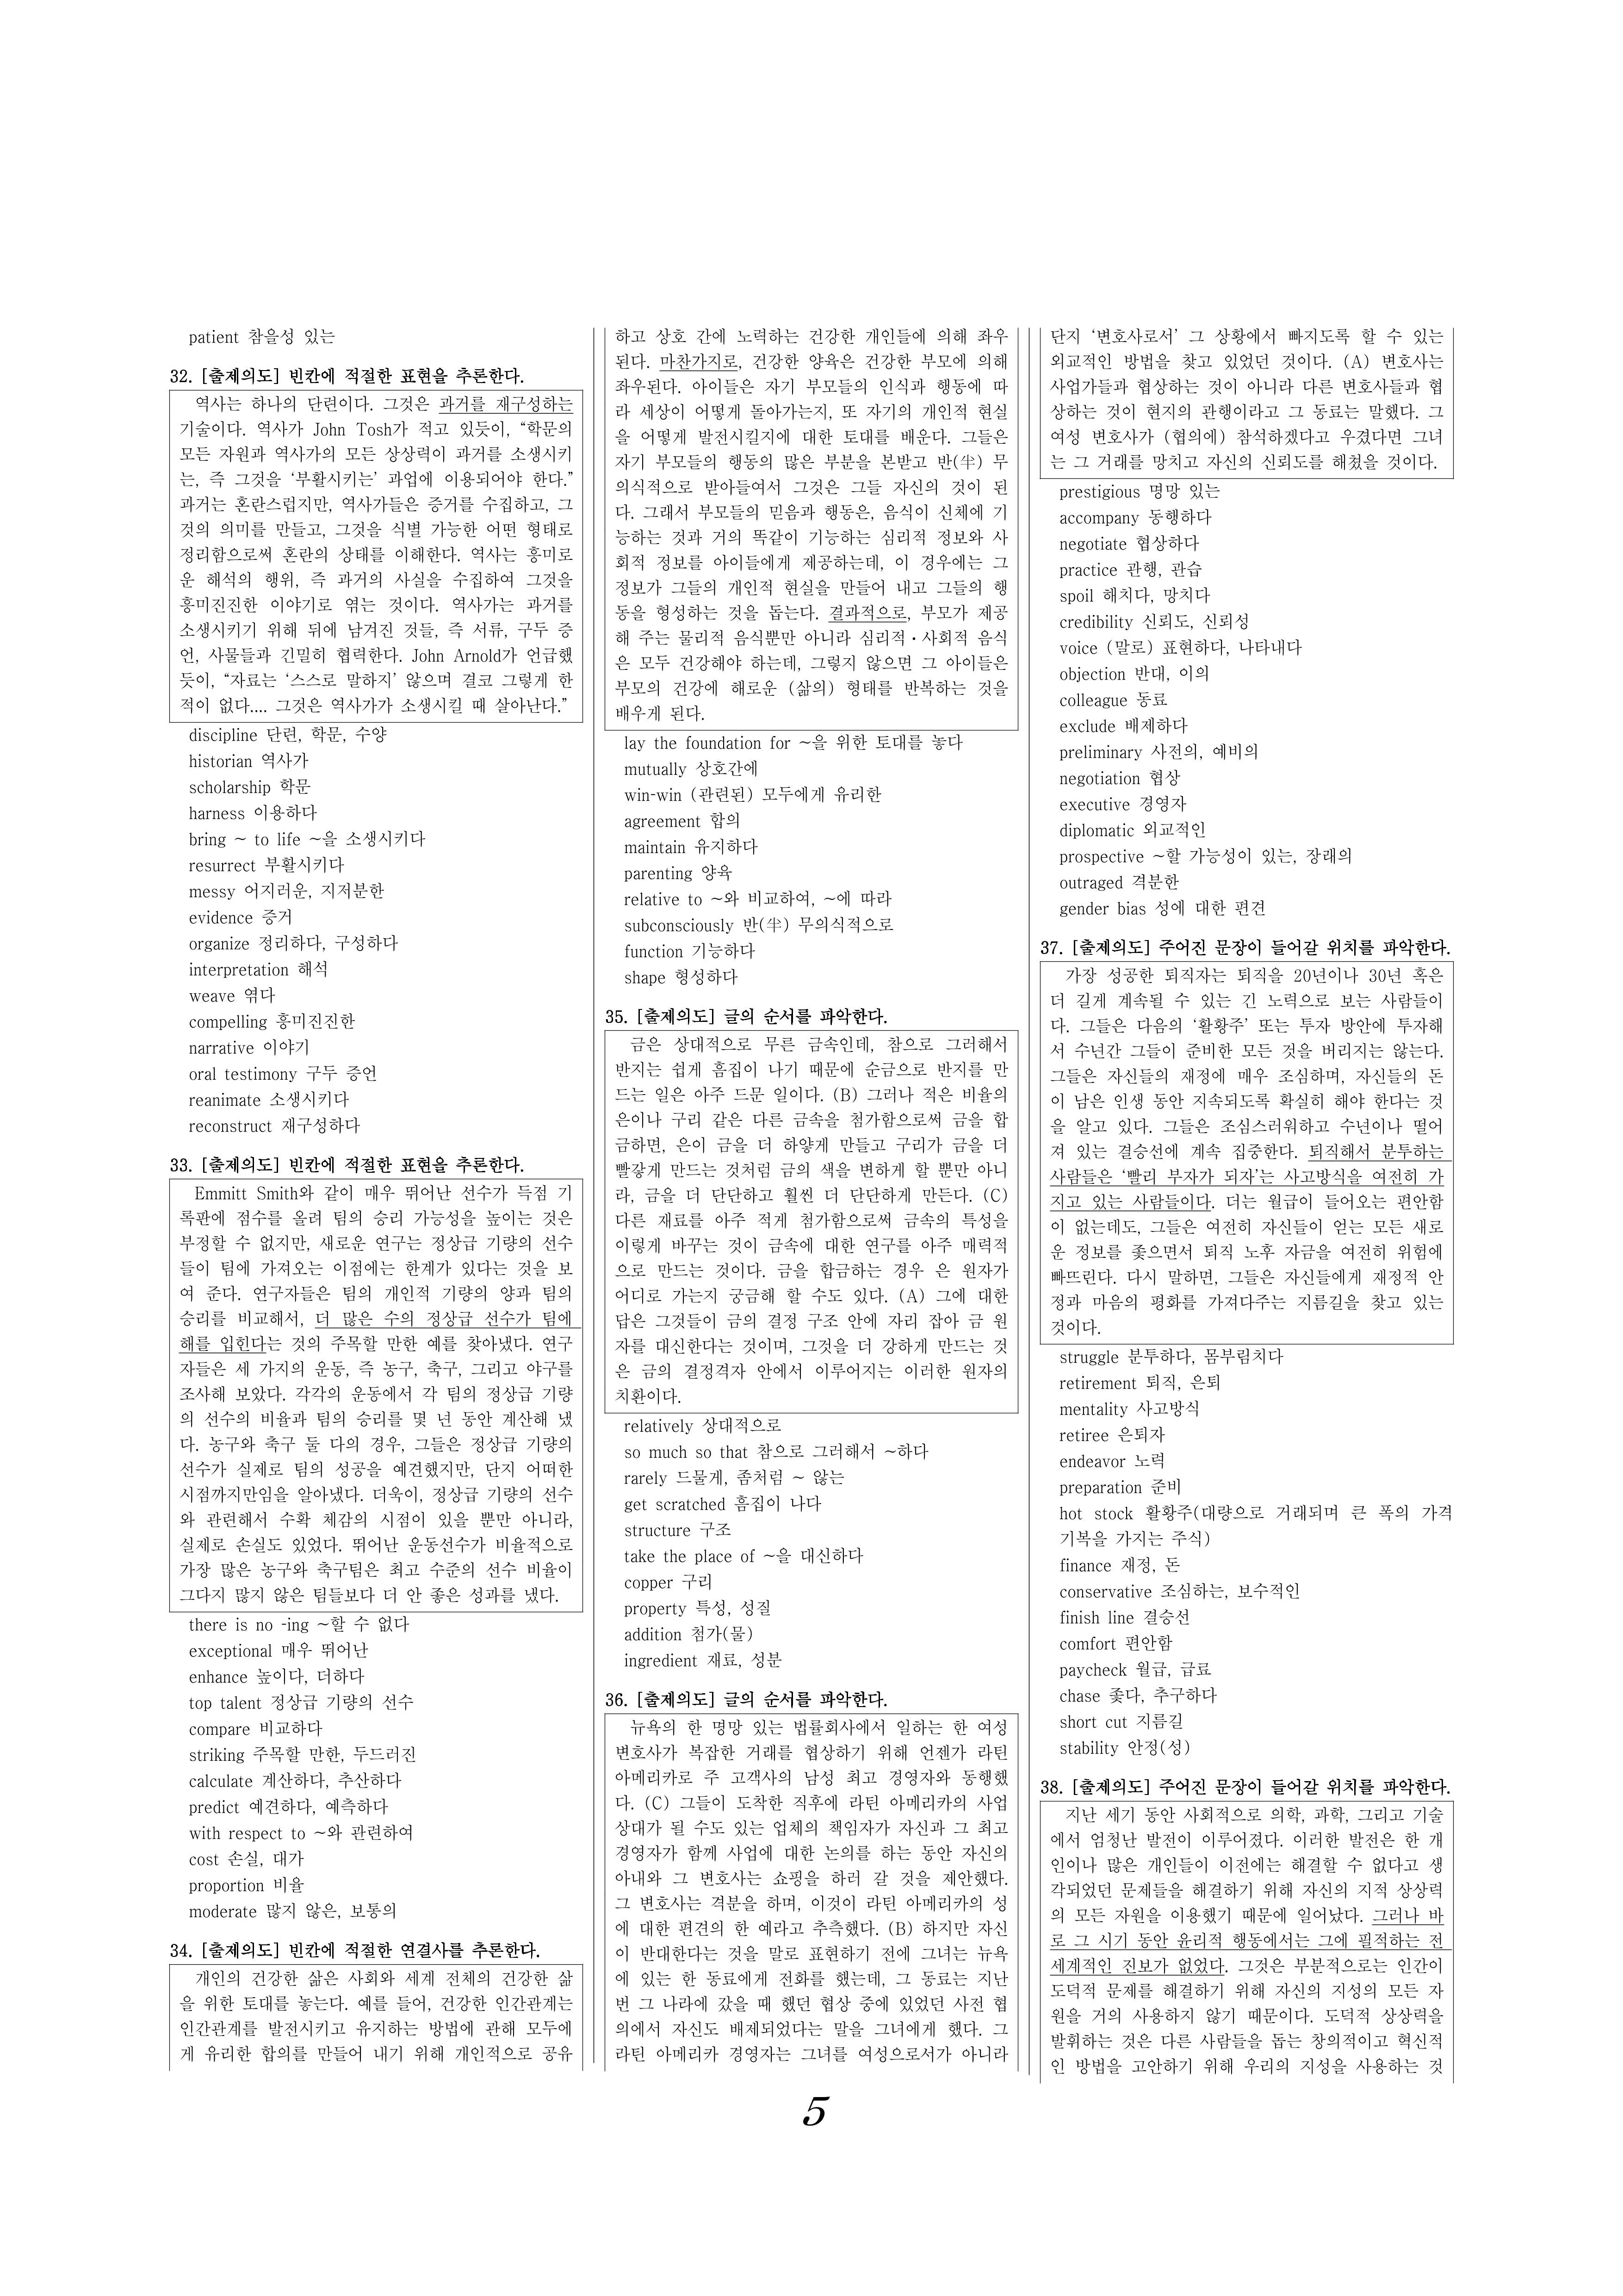 patient 참을성 있는
32. [출제의도] 빈칸에 적절한 표현을 추론한다.
역사는 하나의 단련이다. 그것은 과거를 재구성하는
기술이다. 역사가 John Tosh가 적고 있듯이, “학문의
모든 자원과 역사가의 모든 상상력이 과거를 소생시키
는, 즉 그것을 ‘부활시키는’ 과업에 이용되어야 한다.”
과거는 혼란스럽지만, 역사가들은 증거를 수집하고, 그
것의 의미를 만들고, 그것을 식별 가능한 어떤 형태로
정리함으로써 혼란의 상태를 이해한다. 역사는 흥미로
운 해석의 행위, 즉 과거의 사실을 수집하여 그것을
흥미진진한 이야기로 엮는 것이다. 역사가는 과거를
소생시키기 위해 뒤에 남겨진 것들, 즉 서류, 구두 증
언, 사물들과 긴밀히 협력한다. John Arnold가 언급했
듯이, “자료는 ‘스스로 말하지’ 않으며 결코 그렇게 한
적이 없다.... 그것은 역사가가 소생시킬 때 살아난다.”
discipline 단련, 학문, 수양
historian 역사가
scholarship 학문
harness 이용하다
bring ~ to life ~을 소생시키다
resurrect 부활시키다
messy 어지러운, 지저분한
evidence 증거
organize 정리하다, 구성하다
interpretation 해석
weave 엮다
compelling 흥미진진한
narrative 이야기
oral testimony 구두 증언
reanimate 소생시키다
reconstruct 재구성하다
33. [출제의도] 빈칸에 적절한 표현을 추론한다.
Emmitt Smith와 같이 매우 뛰어난 선수가 득점 기
록판에 점수를 올려 팀의 승리 가능성을 높이는 것은
부정할 수 없지만, 새로운 연구는 정상급 기량의 선수
들이 팀에 가져오는 이점에는 한계가 있다는 것을 보
여 준다. 연구자들은 팀의 개인적 기량의 양과 팀의
승리를 비교해서, 더 많은 수의 정상급 선수가 팀에
해를 입힌다는 것의 주목할 만한 예를 찾아냈다. 연구
자들은 세 가지의 운동, 즉 농구, 축구, 그리고 야구를
조사해 보았다. 각각의 운동에서 각 팀의 정상급 기량
의 선수의 비율과 팀의 승리를 몇 년 동안 계산해 냈
다. 농구와 축구 둘 다의 경우, 그들은 정상급 기량의
선수가 실제로 팀의 성공을 예견했지만, 단지 어떠한
시점까지만임을 알아냈다. 더욱이, 정상급 기량의 선수
와 관련해서 수확 체감의 시점이 있을 뿐만 아니라,
실제로 손실도 있었다. 뛰어난 운동선수가 비율적으로
가장 많은 농구와 축구팀은 최고 수준의 선수 비율이
그다지 많지 않은 팀들보다 더 안 좋은 성과를 냈다.
there is no -ing ~할 수 없다
exceptional 매우 뛰어난
enhance 높이다, 더하다
top talent 정상급 기량의 선수
compare 비교하다
striking 주목할 만한, 두드러진
calculate 계산하다, 추산하다
predict 예견하다, 예측하다
with respect to ~와 관련하여
cost 손실, 대가
proportion 비율
moderate 많지 않은, 보통의
34. [출제의도] 빈칸에 적절한 연결사를 추론한다.
개인의 건강한 삶은 사회와 세계 전체의 건강한 삶
을 위한 토대를 놓는다. 예를 들어, 건강한 인간관계는
인간관계를 발전시키고 유지하는 방법에 관해 모두에
게 유리한 합의를 만들어 내기 위해 개인적으로 공유
하고 상호 간에 노력하는 건강한 개인들에 의해 좌우
된다. 마찬가지로, 건강한 양육은 건강한 부모에 의해
좌우된다. 아이들은 자기 부모들의 인식과 행동에 따
라 세상이 어떻게 돌아가는지, 또 자기의 개인적 현실
을 어떻게 발전시킬지에 대한 토대를 배운다. 그들은
자기 부모들의 행동의 많은 부분을 본받고 반(半) 무
의식적으로 받아들여서 그것은 그들 자신의 것이 된
다. 그래서 부모들의 믿음과 행동은, 음식이 신체에 기
능하는 것과 거의 똑같이 기능하는 심리적 정보와 사
회적 정보를 아이들에게 제공하는데, 이 경우에는 그
정보가 그들의 개인적 현실을 만들어 내고 그들의 행
동을 형성하는 것을 돕는다. 결과적으로, 부모가 제공
해 주는 물리적 음식뿐만 아니라 심리적·사회적 음식
은 모두 건강해야 하는데, 그렇지 않으면 그 아이들은
부모의 건강에 해로운 (삶의) 형태를 반복하는 것을
배우게 된다.
lay the foundation for ~을 위한 토대를 놓다
mutually 상호간에
win-win (관련된) 모두에게 유리한
agreement 합의
maintain 유지하다
parenting 양육
relative to ~와 비교하여, ~에 따라
subconsciously 반(半) 무의식적으로
function 기능하다
shape 형성하다
35. [출제의도] 글의 순서를 파악한다.
금은 상대적으로 무른 금속인데, 참으로 그러해서
반지는 쉽게 흠집이 나기 때문에 순금으로 반지를 만
드는 일은 아주 드문 일이다. (B) 그러나 적은 비율의
은이나 구리 같은 다른 금속을 첨가함으로써 금을 합
금하면, 은이 금을 더 하얗게 만들고 구리가 금을 더
빨갛게 만드는 것처럼 금의 색을 변하게 할 뿐만 아니
라, 금을 더 단단하고 훨씬 더 단단하게 만든다. (C)
다른 재료를 아주 적게 첨가함으로써 금속의 특성을
이렇게 바꾸는 것이 금속에 대한 연구를 아주 매력적
으로 만드는 것이다. 금을 합금하는 경우 은 원자가
어디로 가는지 궁금해 할 수도 있다. (A) 그에 대한
답은 그것들이 금의 결정 구조 안에 자리 잡아 금 원
자를 대신한다는 것이며, 그것을 더 강하게 만드는 것
은 금의 결정격자 안에서 이루어지는 이러한 원자의
치환이다.
relatively 상대적으로
so much so that 참으로 그러해서 ~하다
rarely 드물게, 좀처럼 ~ 않는
get scratched 흠집이 나다
structure 구조
take the place of ~을 대신하다
copper 구리
property 특성, 성질
addition 첨가(물)
ingredient 재료, 성분
36. [출제의도] 글의 순서를 파악한다.
뉴욕의 한 명망 있는 법률회사에서 일하는 한 여성
변호사가 복잡한 거래를 협상하기 위해 언젠가 라틴
아메리카로 주 고객사의 남성 최고 경영자와 동행했
다. (C) 그들이 도착한 직후에 라틴 아메리카의 사업
상대가 될 수도 있는 업체의 책임자가 자신과 그 최고
경영자가 함께 사업에 대한 논의를 하는 동안 자신의
아내와 그 변호사는 쇼핑을 하러 갈 것을 제안했다.
그 변호사는 격분을 하며, 이것이 라틴 아메리카의 성
에 대한 편견의 한 예라고 추측했다. (B) 하지만 자신
이 반대한다는 것을 말로 표현하기 전에 그녀는 뉴욕
에 있는 한 동료에게 전화를 했는데, 그 동료는 지난
번 그 나라에 갔을 때 했던 협상 중에 있었던 사전 협
의에서 자신도 배제되었다는 말을 그녀에게 했다. 그
라틴 아메리카 경영자는 그녀를 여성으로서가 아니라
단지 ‘변호사로서’ 그 상황에서 빠지도록 할 수 있는
외교적인 방법을 찾고 있었던 것이다. (A) 변호사는
사업가들과 협상하는 것이 아니라 다른 변호사들과 협
상하는 것이 현지의 관행이라고 그 동료는 말했다. 그
여성 변호사가 (협의에) 참석하겠다고 우겼다면 그녀
는 그 거래를 망치고 자신의 신뢰도를 해쳤을 것이다.
prestigious 명망 있는
accompany 동행하다
negotiate 협상하다
practice 관행, 관습
spoil 해치다, 망치다
credibility 신뢰도, 신뢰성
voice (말로) 표현하다, 나타내다
objection 반대, 이의
colleague 동료
exclude 배제하다
preliminary 사전의, 예비의
negotiation 협상
executive 경영자
diplomatic 외교적인
prospective ~할 가능성이 있는, 장래의
outraged 격분한
gender bias 성에 대한 편견
37. [출제의도] 주어진 문장이 들어갈 위치를 파악한다.
가장 성공한 퇴직자는 퇴직을 20년이나 30년 혹은
더 길게 계속될 수 있는 긴 노력으로 보는 사람들이
다. 그들은 다음의 ‘활황주’ 또는 투자 방안에 투자해
서 수년간 그들이 준비한 모든 것을 버리지는 않는다.
그들은 자신들의 재정에 매우 조심하며, 자신들의 돈
이 남은 인생 동안 지속되도록 확실히 해야 한다는 것
을 알고 있다. 그들은 조심스러워하고 수년이나 떨어
져 있는 결승선에 계속 집중한다. 퇴직해서 분투하는
사람들은 ‘빨리 부자가 되자’는 사고방식을 여전히 가
지고 있는 사람들이다. 더는 월급이 들어오는 편안함
이 없는데도, 그들은 여전히 자신들이 얻는 모든 새로
운 정보를 좇으면서 퇴직 노후 자금을 여전히 위험에
빠뜨린다. 다시 말하면, 그들은 자신들에게 재정적 안
정과 마음의 평화를 가져다주는 지름길을 찾고 있는
것이다.
struggle 분투하다, 몸부림치다
retirement 퇴직, 은퇴
mentality 사고방식
retiree 은퇴자
endeavor 노력
preparation 준비
hot stock 활황주(대량으로 거래되며 큰 폭의 가격
기복을 가지는 주식)
finance 재정, 돈
conservative 조심하는, 보수적인
finish line 결승선
comfort 편안함
paycheck 월급, 급료
chase 좇다, 추구하다
short cut 지름길
stability 안정(성)
38. [출제의도] 주어진 문장이 들어갈 위치를 파악한다.
지난 세기 동안 사회적으로 의학, 과학, 그리고 기술
에서 엄청난 발전이 이루어졌다. 이러한 발전은 한 개
인이나 많은 개인들이 이전에는 해결할 수 없다고 생
각되었던 문제들을 해결하기 위해 자신의 지적 상상력
의 모든 자원을 이용했기 때문에 일어났다. 그러나 바
로 그 시기 동안 윤리적 행동에서는 그에 필적하는 전
세계적인 진보가 없었다. 그것은 부분적으로는 인간이
도덕적 문제를 해결하기 위해 자신의 지성의 모든 자
원을 거의 사용하지 않기 때문이다. 도덕적 상상력을
발휘하는 것은 다른 사람들을 돕는 창의적이고 혁신적
인 방법을 고안하기 위해 우리의 지성을 사용하는 것
5